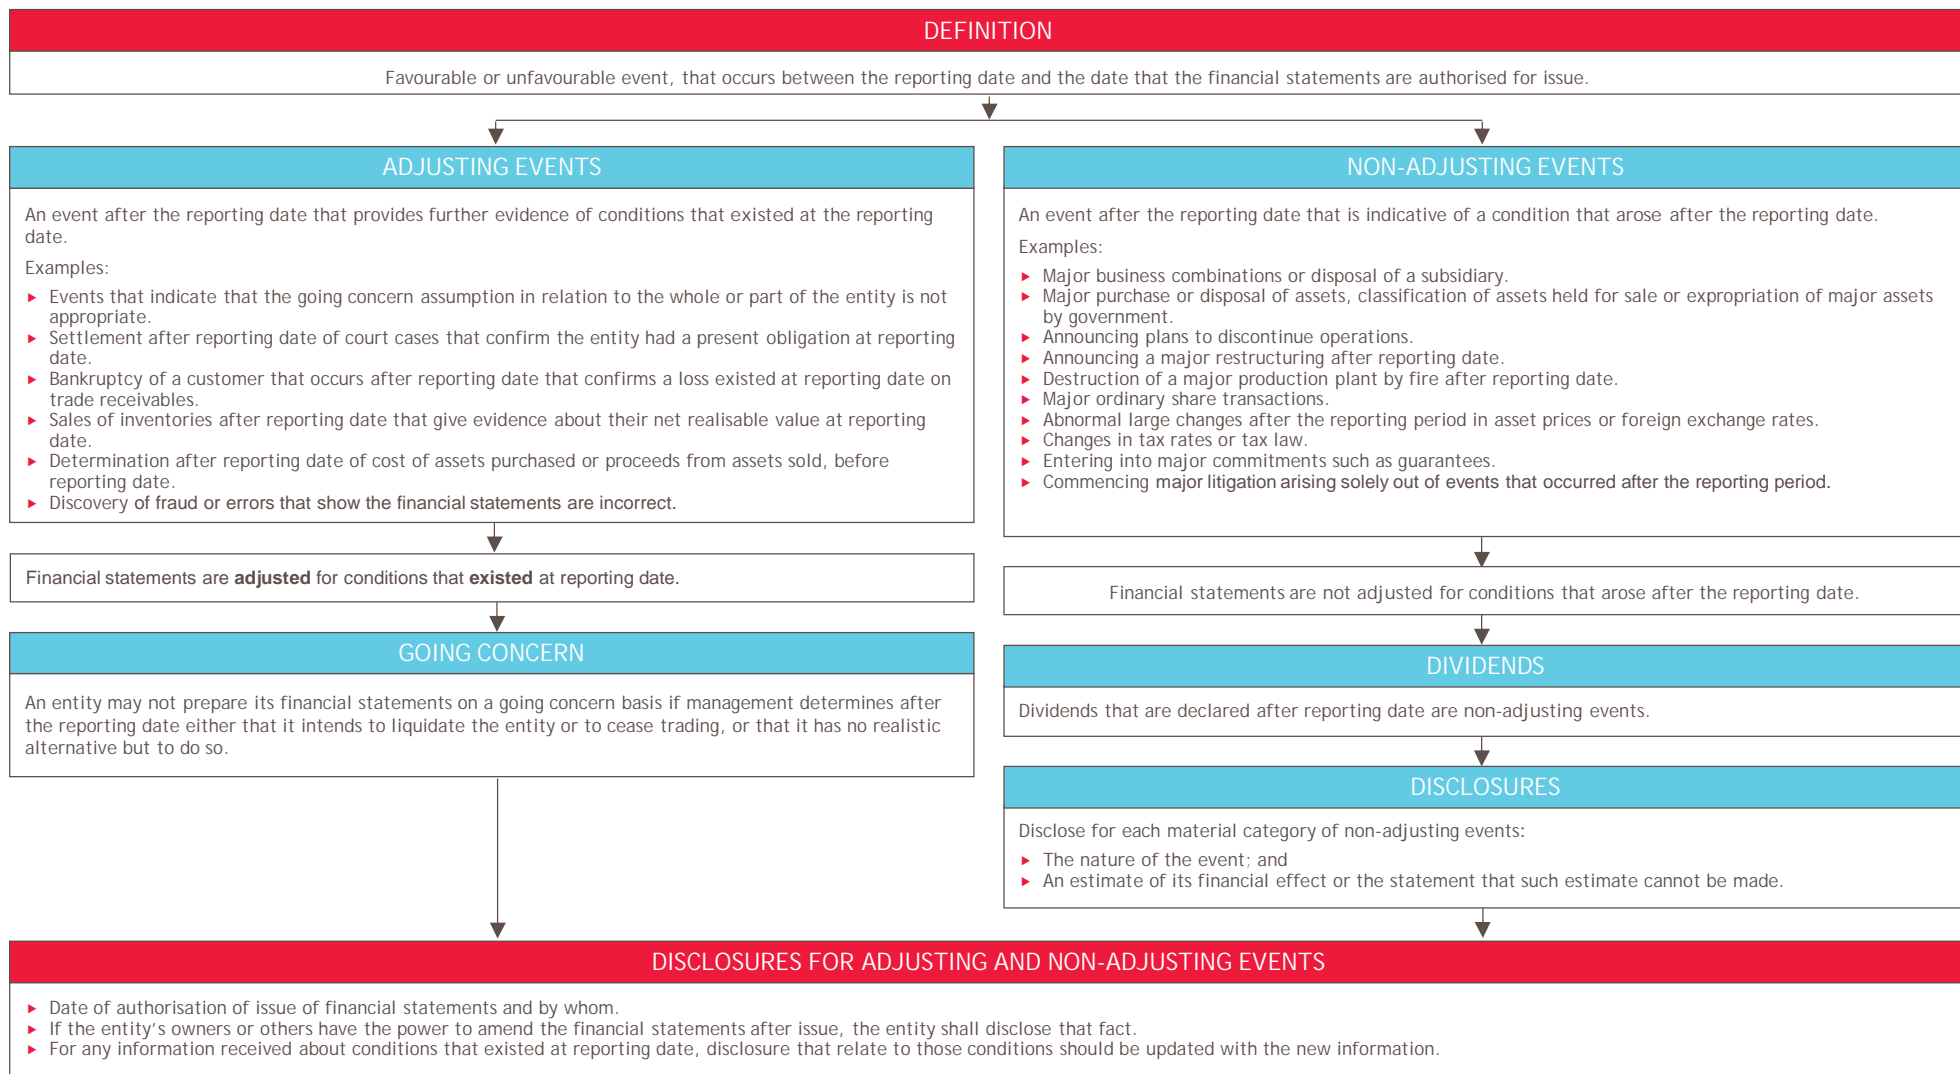 DEFINITION
Favourable or unfavourable event, that occurs between the reporting date and the date that the financial statements are authorised for issue.
ADJUSTING EVENTS
An event after the reporting date that provides further evidence of conditions that existed at the reporting
date.
Examples:
► Events that indicate that the going concern assumption in relation to the whole or part of the entity is not
appropriate.
► Settlement after reporting date of court cases that confirm the entity had a present obligation at reporting
date.
► Bankruptcy of a customer that occurs after reporting date that confirms a loss existed at reporting date on
trade receivables.
► Sales of inventories after reporting date that give evidence about their net realisable value at reporting
date.
► Determination after reporting date of cost of assets purchased or proceeds from assets sold, before
reporting date.
► Discovery of fraud or errors that show the financial statements are incorrect.
Financial statements are adjusted for conditions that existed at reporting date.
GOING CONCERN
An entity may not prepare its financial statements on a going concern basis if management determines after
the reporting date either that it intends to liquidate the entity or to cease trading, or that it has no realistic
alternative but to do so.
NON-ADJUSTING EVENTS
An event after the reporting date that is indicative of a condition that arose after the reporting date.
Examples:
► Major business combinations or disposal of a subsidiary.
► Major purchase or disposal of assets, classification of assets held for sale or expropriation of major assets
by government.
► Announcing plans to discontinue operations.
► Announcing a major restructuring after reporting date.
► Destruction of a major production plant by fire after reporting date.
► Major ordinary share transactions.
► Abnormal large changes after the reporting period in asset prices or foreign exchange rates.
► Changes in tax rates or tax law.
► Entering into major commitments such as guarantees.
► Commencing major litigation arising solely out of events that occurred after the reporting period.
Financial statements are not adjusted for conditions that arose after the reporting date.
DIVIDENDS
Dividends that are declared after reporting date are non-adjusting events.
DISCLOSURES
Disclose for each material category of non-adjusting events:
► The nature of the event; and
► An estimate of its financial effect or the statement that such estimate cannot be made.
DISCLOSURES FOR ADJUSTING AND NON-ADJUSTING EVENTS
► Date of authorisation of issue of financial statements and by whom.
► If the entity's owners or others have the power to amend the financial statements after issue, the entity shall disclose that fact.
► For any information received about conditions that existed at reporting date, disclosure that relate to those conditions should be updated with the new information.